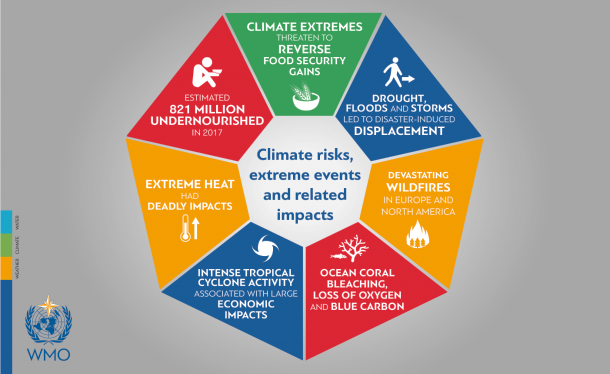 CLIMATE EXTREMES
THREATEN TO
REVERSE
FOOD SECURITY
GAINS
DROUGHT,
FLOODS AND STORMS
LED TO DISASTER-INDUCED
DISPLACEMENT
DEVASTATING
WILDFIRES
IN EUROPE AND
NORTH AMERICA
OCEAN CORAL
BLEACHING,
LOSS OF OXYGEN
AND BLUE CARBON
INTENSE TROPICAL
CYCLONE ACTIVITY
ASSOCIATED WITH LARGE
ECONOMIC
IMPACTS
EXTREME HEAT
HAD
DEADLY IMPACTS
ESTIMATED
821 MILLION
UNDERNOURISHED
IN 2017
Climate risks,
extreme events
and related
impacts
WEATHER CLIMATE WATER
WMO